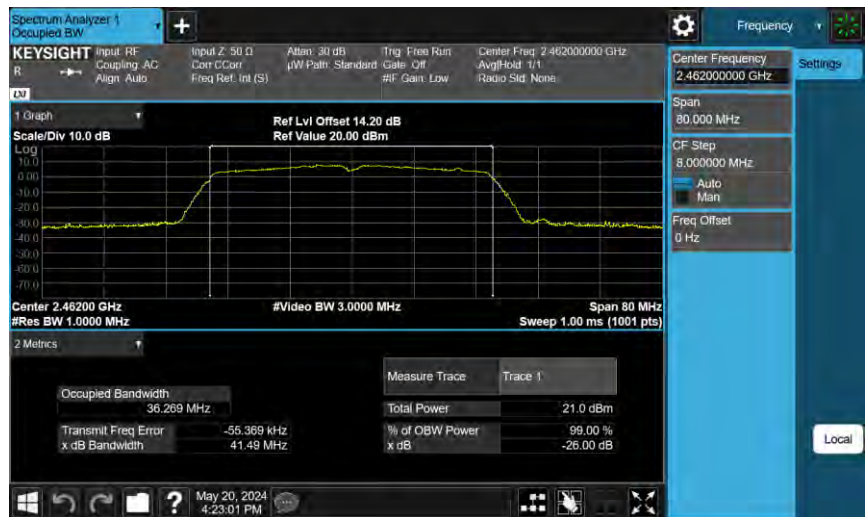 Spectrum Analyzer 1
Occupied BW
Frequency
KEYSIGHT
R
LXI
Input: RF
Coupling: AC
Align: Auto
Input Z: 50 Ω
Corr CCorr
Freq Ref: Int (S)
Atten: 30 dB
µW Path: Standard
Trig: Free Run
Gate: Off
#IF Gain: Low
Center Freq: 2.462000000 GHz
Avg|Hold: 1/1
Radio Std: None
1 Graph
Scale/Div 10.0 dB
Ref Lvl Offset 14.20 dB
Ref Value 20.00 dBm
Log
10.0
0.00
-10.0
-20.0
-30.0
-40.0
-50.0
-60.0
-70.0
Center 2.46200 GHz
#Video BW 3.0000 MHz
Span 80 MHz
#Res BW 1.0000 MHz
Sweep 1.00 ms (1001 pts)
2 Metrics
Measure Trace
Trace 1
Occupied Bandwidth
36.269 MHz
Total Power
21.0 dBm
Transmit Freq Error
-55.369 kHz
% of OBW Power
99.00 %
x dB Bandwidth
41.49 MHz
x dB
-26.00 dB
Center Frequency
2.462000000 GHz
Settings
Span
80.000 MHz
CF Step
8.000000 MHz
Auto
Man
Freq Offset
0 Hz
Local
?
May 20, 2024
4:23:01 PM